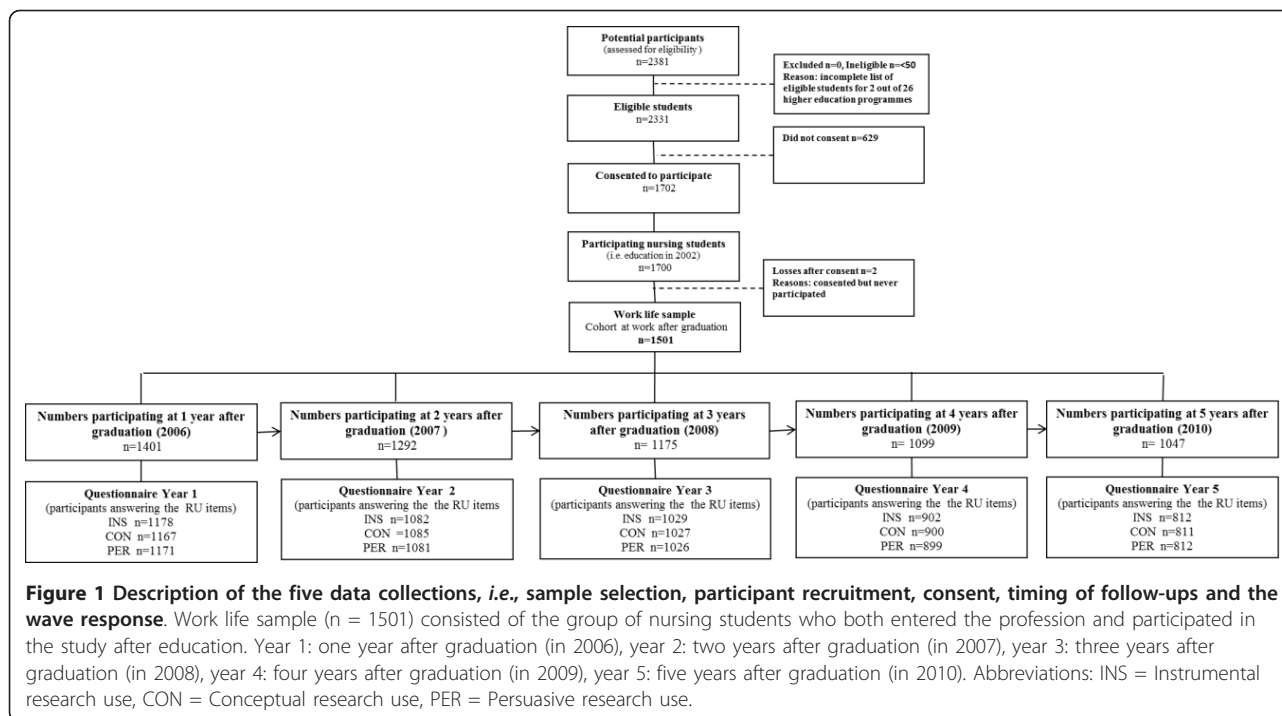 Potential participants
(assessed for eligibility )
n=2381
Excluded n=0, Ineligible n=<50
Reason: incomplete list of
eligible students for 2 out of 26
higher education programmes
Eligible students
n=2331
Did not consent n=629
Consented to participate
n=1702
Participating nursing students
(i.e. education in 2002)
n=1700
Losses after consent n=2
Reasons: consented but never
participated
Work life sample
Cohort at work after graduation
n=1501
Numbers participating at 1 year after
graduation (2006)
n=1401
Numbers participating at 2 years after
graduation (2007 )
n=1292
Numbers participating at 3 years
after graduation (2008)
n= 1175
Numbers participating at 4 years after
graduation (2009)
n= 1099
Numbers participating at 5 years after
graduation (2010)
n= 1047
Questionnaire Year 1
(participants answering the the RU items)
INS n=1178
CON n=1167
PER n=1171
Questionnaire Year 2
(participants answering the the RU items
INS n=1082
CON =1085
PER n=1081
Questionnaire Year 3
(participants answering the the RU items)
INS n=1029
CON n=1027
PER n=1026
Questionnaire Year 4
(participants answering the the RU items)
INS n=902
CON n=900
PER n=899
Questionnaire Year 5
(participants answering the the RU items)
INS n=812
CON n=811
PER n=812
Figure 1 Description of the five data collections, i.e., sample selection, participant recruitment, consent, timing of follow-ups and the
wave response. Work life sample (n = 1501) consisted of the group of nursing students who both entered the profession and participated in
the study after education. Year 1: one year after graduation (in 2006), year 2: two years after graduation (in 2007), year 3: three years after
graduation (in 2008), year 4: four years after graduation (in 2009), year 5: five years after graduation (in 2010). Abbreviations: INS = Instrumental
research use, CON = Conceptual research use, PER = Persuasive research use.